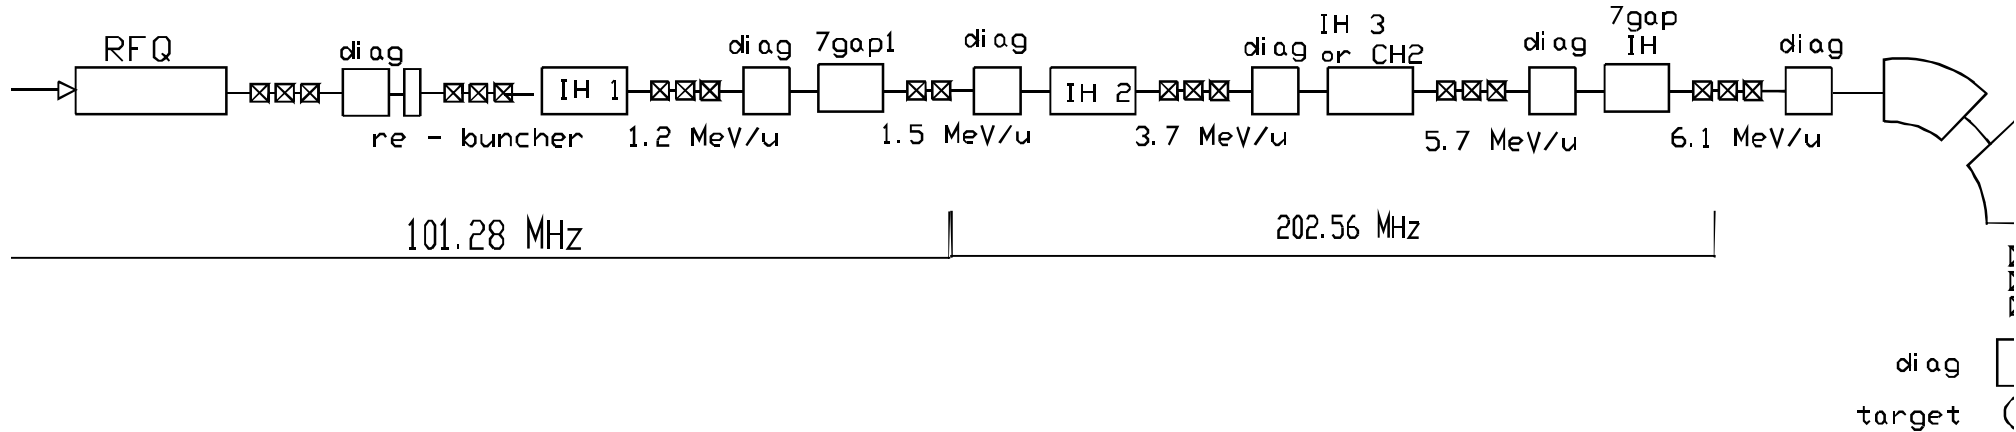 RFQ
diag
re - buncher
IH 1
1.2 MeV/u
diag
7gap1
1.5 MeV/u
diag
IH 2
3.7 MeV/u
diag
IH 3
or CH2
5.7 MeV/u
diag
7gap
IH
6.1 MeV/u
diag
101.28 MHz
202.56 MHz
diag
target